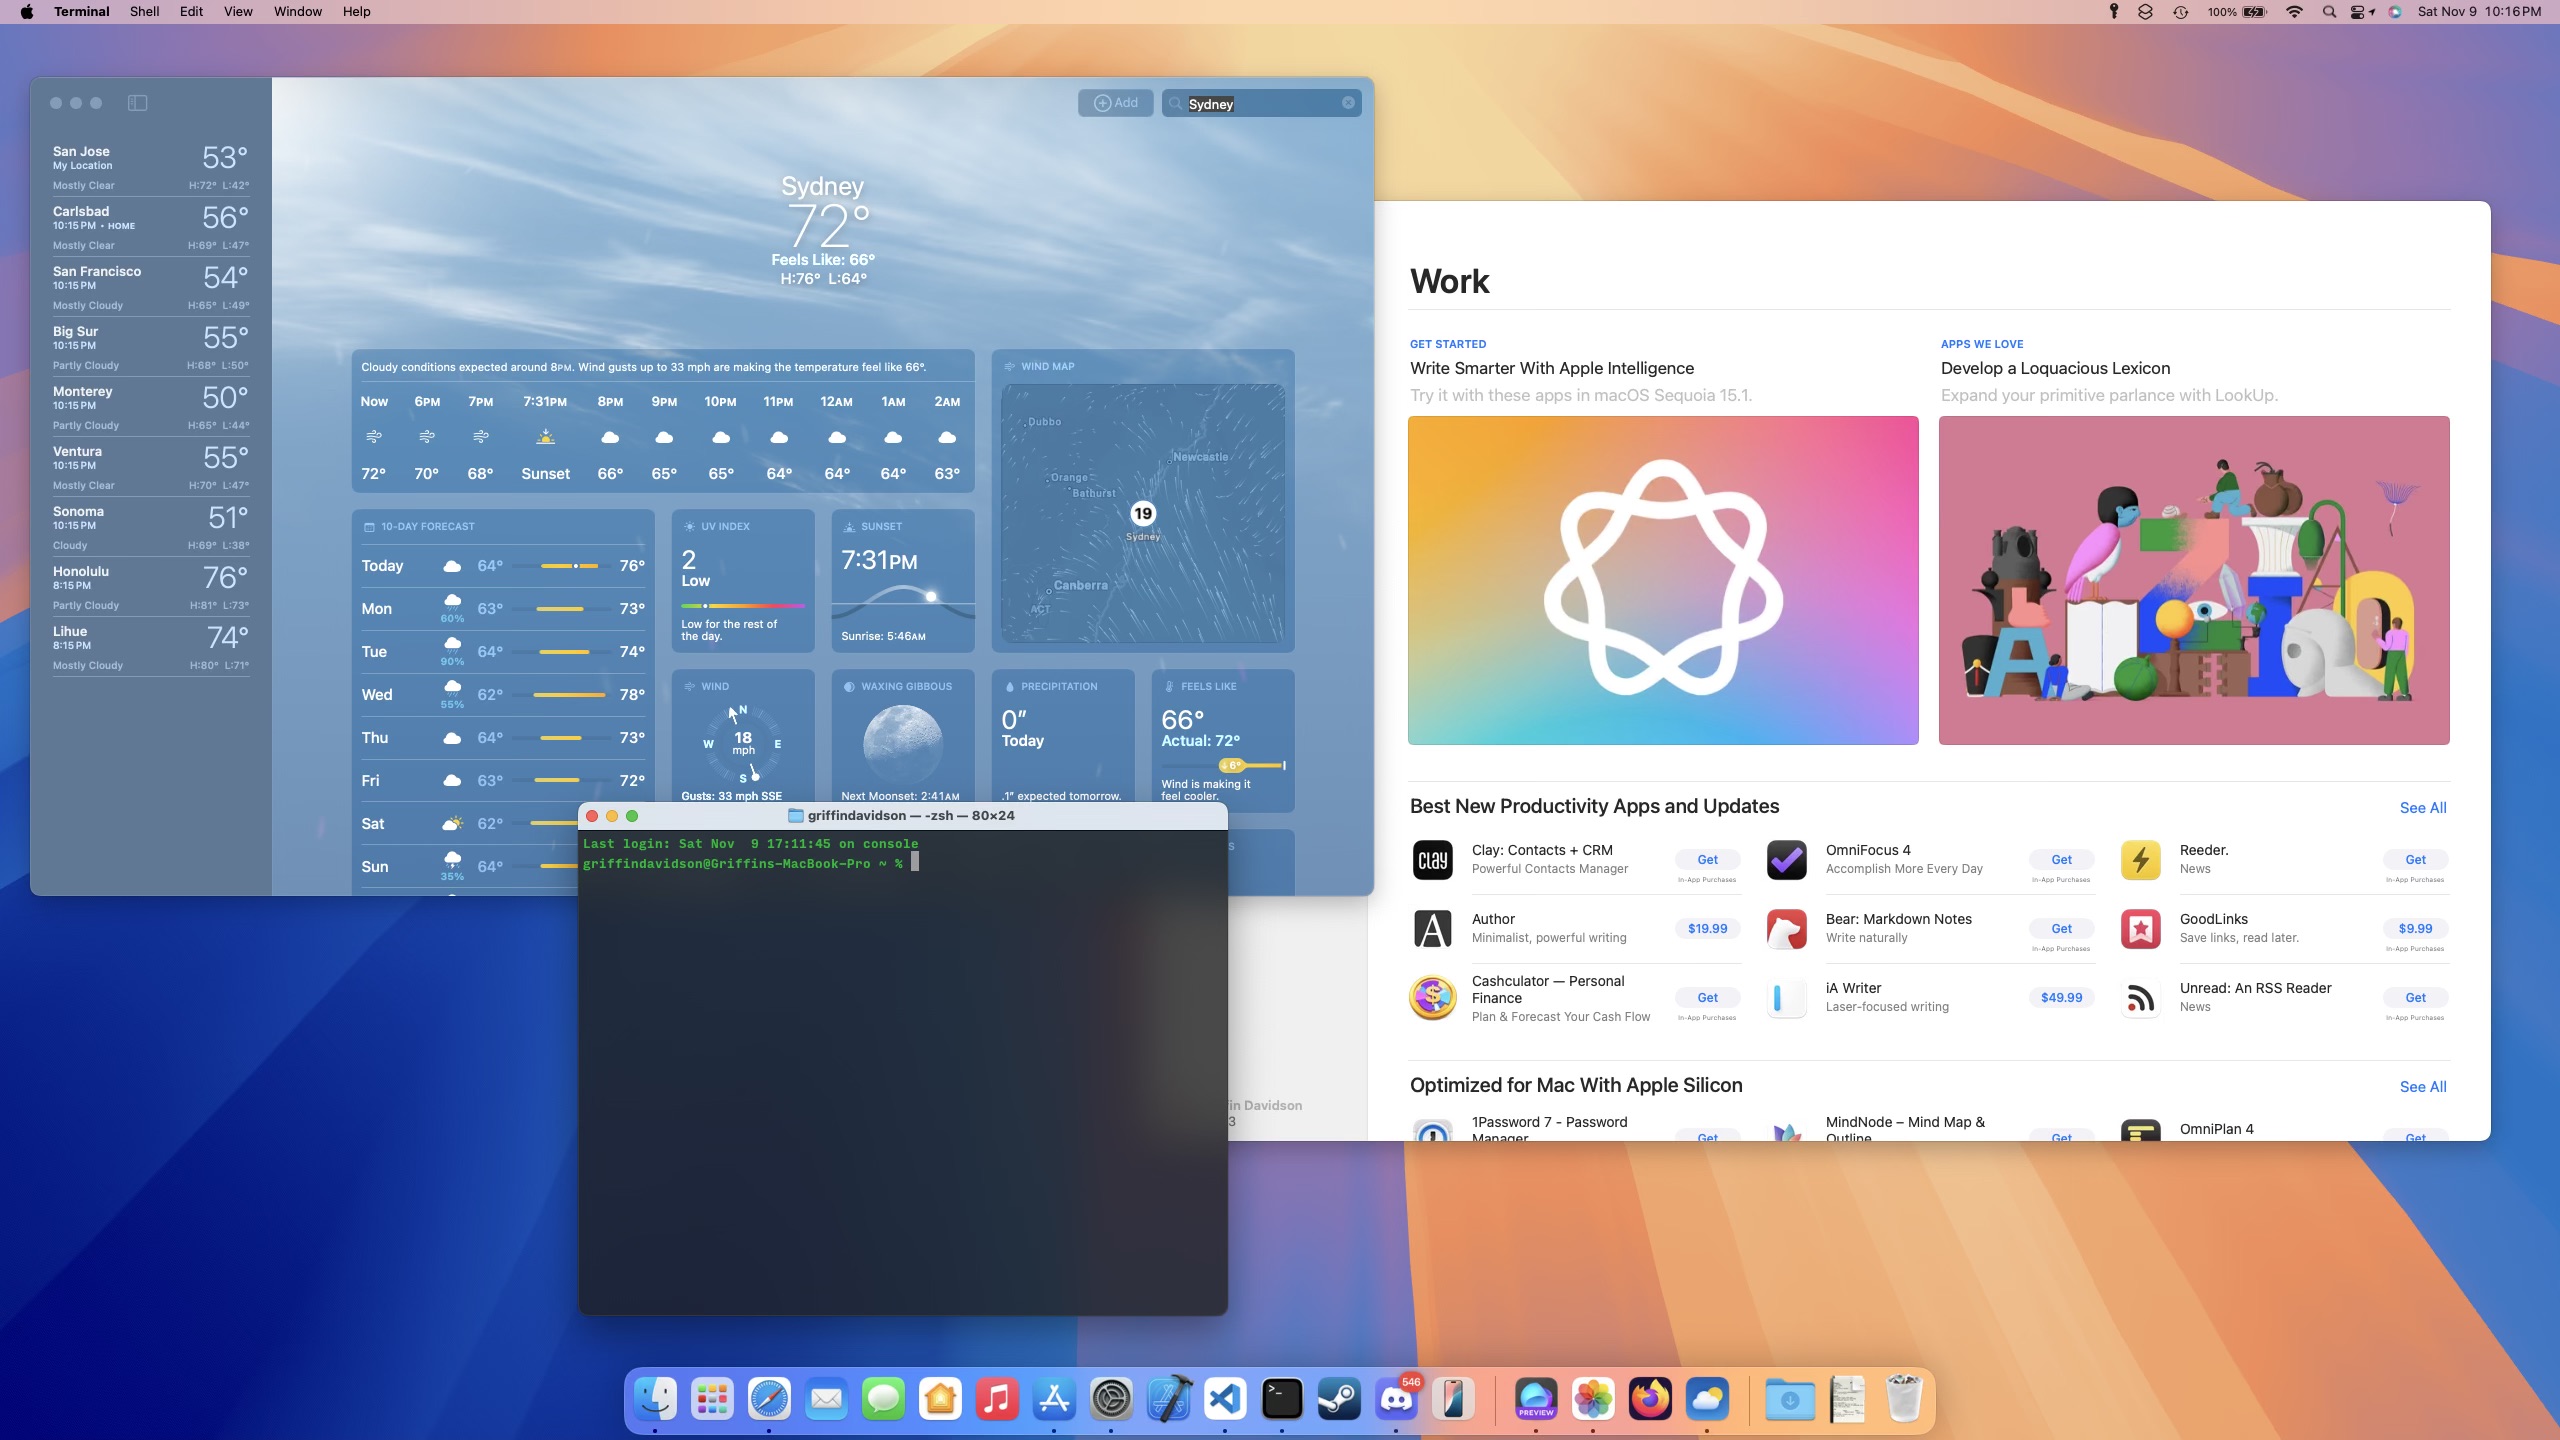 Terminal Shell Edit View Window Help
100% Sat Nov 9 10:16 PM
Add
Sydney
San Jose 53°
My Location
Mostly Clear H:72° L:42°
Carlsbad 56°
10:15 PM • HOME
Mostly Clear H:69° L:47°
San Francisco 54°
10:15 PM
Mostly Cloudy H:65° L:49°
Big Sur 55°
10:15 PM
Partly Cloudy H:68° L:50°
Monterey 50°
10:15 PM
Partly Cloudy H:65° L:44°
Ventura 55°
10:15 PM
Mostly Clear H:70° L:47°
Sonoma 51°
10:15 PM
Cloudy H:69° L:38°
Honolulu 76°
8:15 PM
Partly Cloudy H:81° L:73°
Lihue 74°
8:15 PM
Mostly Cloudy H:80° L:71°
Sydney
72°
Feels Like: 66°
H:76° L:64°
Cloudy conditions expected around 8PM. Wind gusts up to 33 mph are making the temperature feel like 66°.
Now 6PM 7PM 7:31PM 8PM 9PM 10PM 11PM 12AM 1AM 2AM
72° 70° 68° Sunset 66° 65° 65° 64° 64° 64° 63°
WIND MAP
Dubbo
Newcastle
Orange
Bathurst
19
Sydney
Canberra
ACT
10-DAY FORECAST
Today 64° 76°
Mon 60% 63° 73°
Tue 90% 64° 74°
Wed 55% 62° 78°
Thu 64° 73°
Fri 63° 72°
Sat 62°
Sun 35% 64°
UV INDEX
2
Low
Low for the rest of
the day.
SUNSET
7:31PM
Sunrise: 5:46AM
WIND
N
W E
S
18
mph
Gusts: 33 mph SSE
WAXING GIBBOUS
Next Moonset: 2:41AM
PRECIPITATION
0"
Today
.1" expected tomorrow.
FEELS LIKE
66°
Actual: 72°
↓6°
Wind is making it
feel cooler.
S
griffindavidson — -zsh — 80×24
Last login: Sat Nov  9 17:11:45 on console
griffindavidson@Griffins-MacBook-Pro ~ %
in Davidson
3
Work
GET STARTED
Write Smarter With Apple Intelligence
Try it with these apps in macOS Sequoia 15.1.
APPS WE LOVE
Develop a Loquacious Lexicon
Expand your primitive parlance with LookUp.
Best New Productivity Apps and Updates See All
clay
Clay: Contacts + CRM
Powerful Contacts Manager
Get
In-App Purchases
OmniFocus 4
Accomplish More Every Day
Get
In-App Purchases
Reeder.
News
Get
In-App Purchases
A
Author
Minimalist, powerful writing
$19.99
Bear: Markdown Notes
Write naturally
Get
In-App Purchases
GoodLinks
Save links, read later.
$9.99
In-App Purchases
Cashculator — Personal
Finance
Plan & Forecast Your Cash Flow
Get
In-App Purchases
iA Writer
Laser-focused writing
$49.99
Unread: An RSS Reader
News
Get
In-App Purchases
Optimized for Mac With Apple Silicon See All
1Password 7 - Password
Manager
Get
MindNode – Mind Map &
Outline
Get
OmniPlan 4
Get
546
PREVIEW